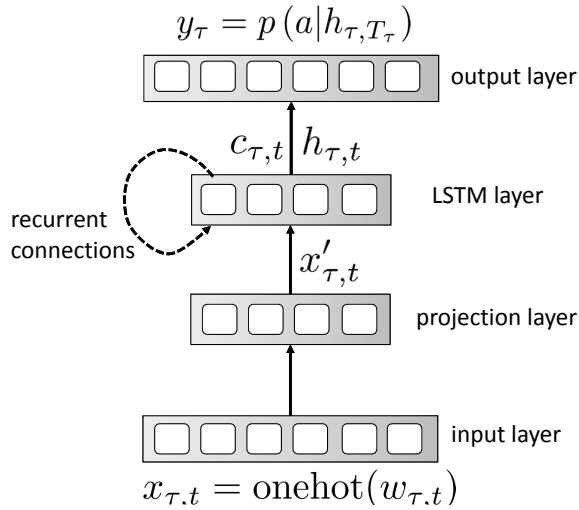 y_τ = p (a|h_{τ,T_τ})
output layer
c_{τ,t} h_{τ,t}
LSTM layer
recurrent
connections
x'_{τ,t}
projection layer
input layer
x_{τ,t} = onehot(w_{τ,t})